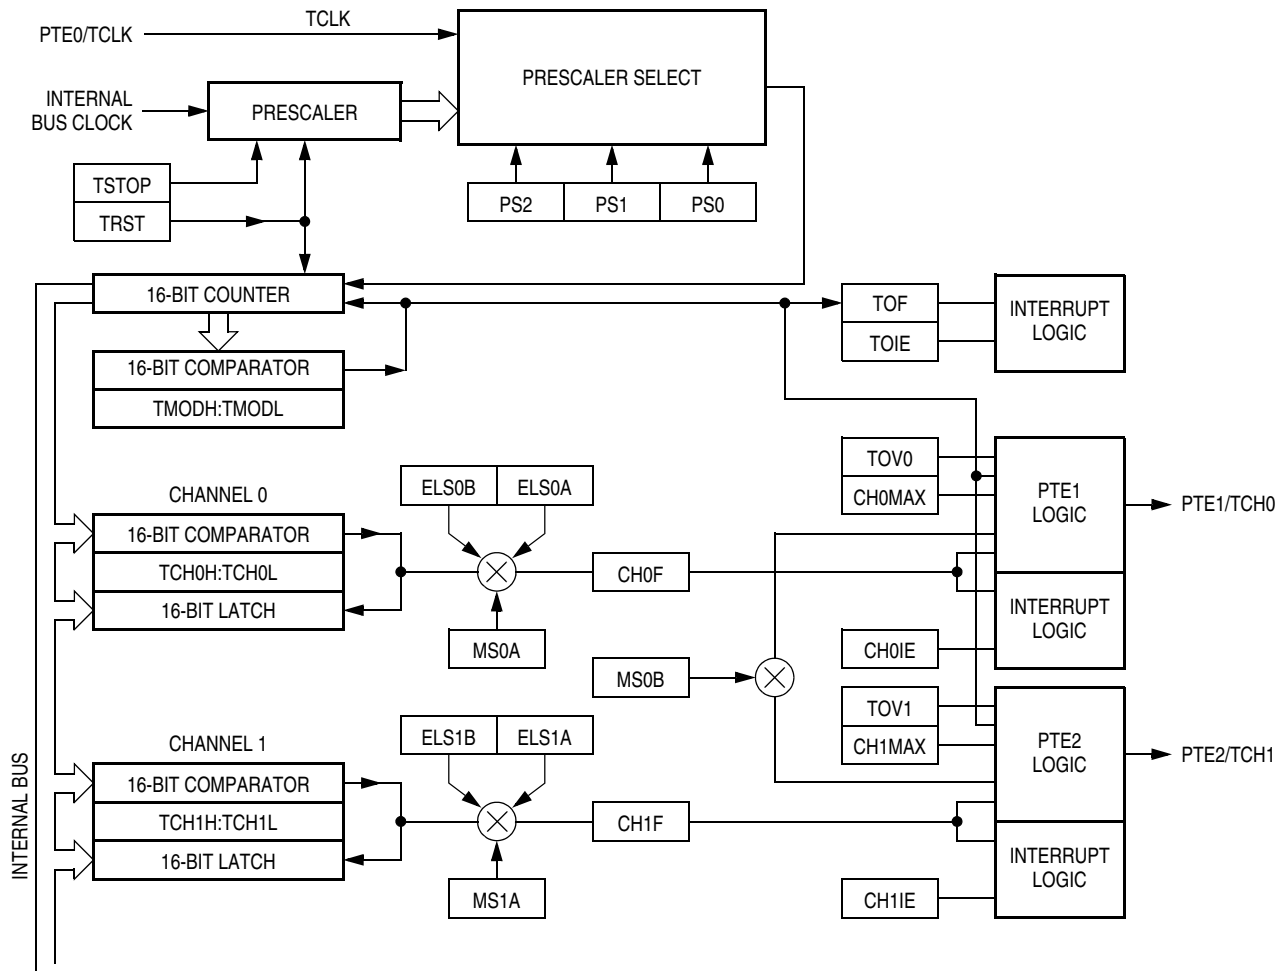 TCLK
PTE0/TCLK
PRESCALER SELECT
INTERNAL
BUS CLOCK
PRESCALER
TSTOP
TRST
PS2
PS1
PS0
16-BIT COUNTER
16-BIT COMPARATOR
TMODH:TMODL
TOF
TOIE
INTERRUPT
LOGIC
CHANNEL 0
16-BIT COMPARATOR
TCH0H:TCH0L
16-BIT LATCH
ELS0B
ELS0A
MS0A
CH0F
TOV0
CH0MAX
PTE1
LOGIC
PTE1/TCH0
INTERRUPT
LOGIC
CH0IE
MS0B
CHANNEL 1
16-BIT COMPARATOR
TCH1H:TCH1L
16-BIT LATCH
ELS1B
ELS1A
MS1A
CH1F
TOV1
CH1MAX
PTE2
LOGIC
PTE2/TCH1
INTERRUPT
LOGIC
CH1IE
INTERNAL BUS